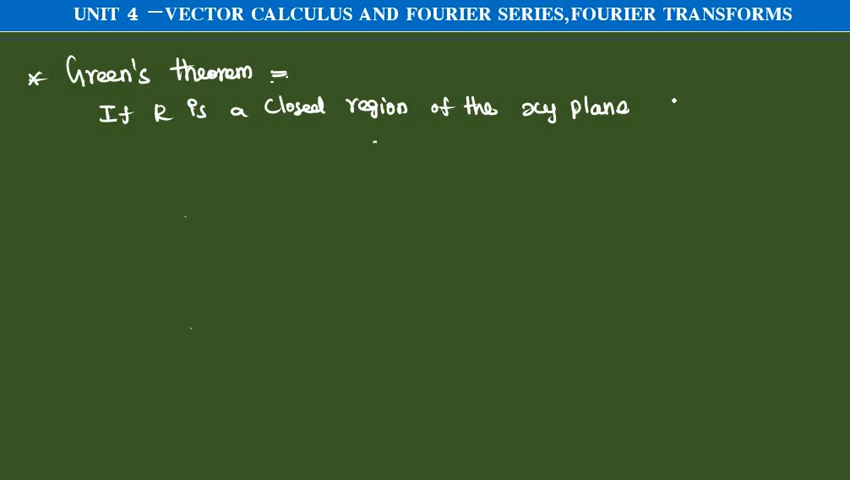 UNIT 4 –VECTOR CALCULUS AND FOURIER SERIES,FOURIER TRANSFORMS
* Green's theorem =
If R is a closed region of the xy plane